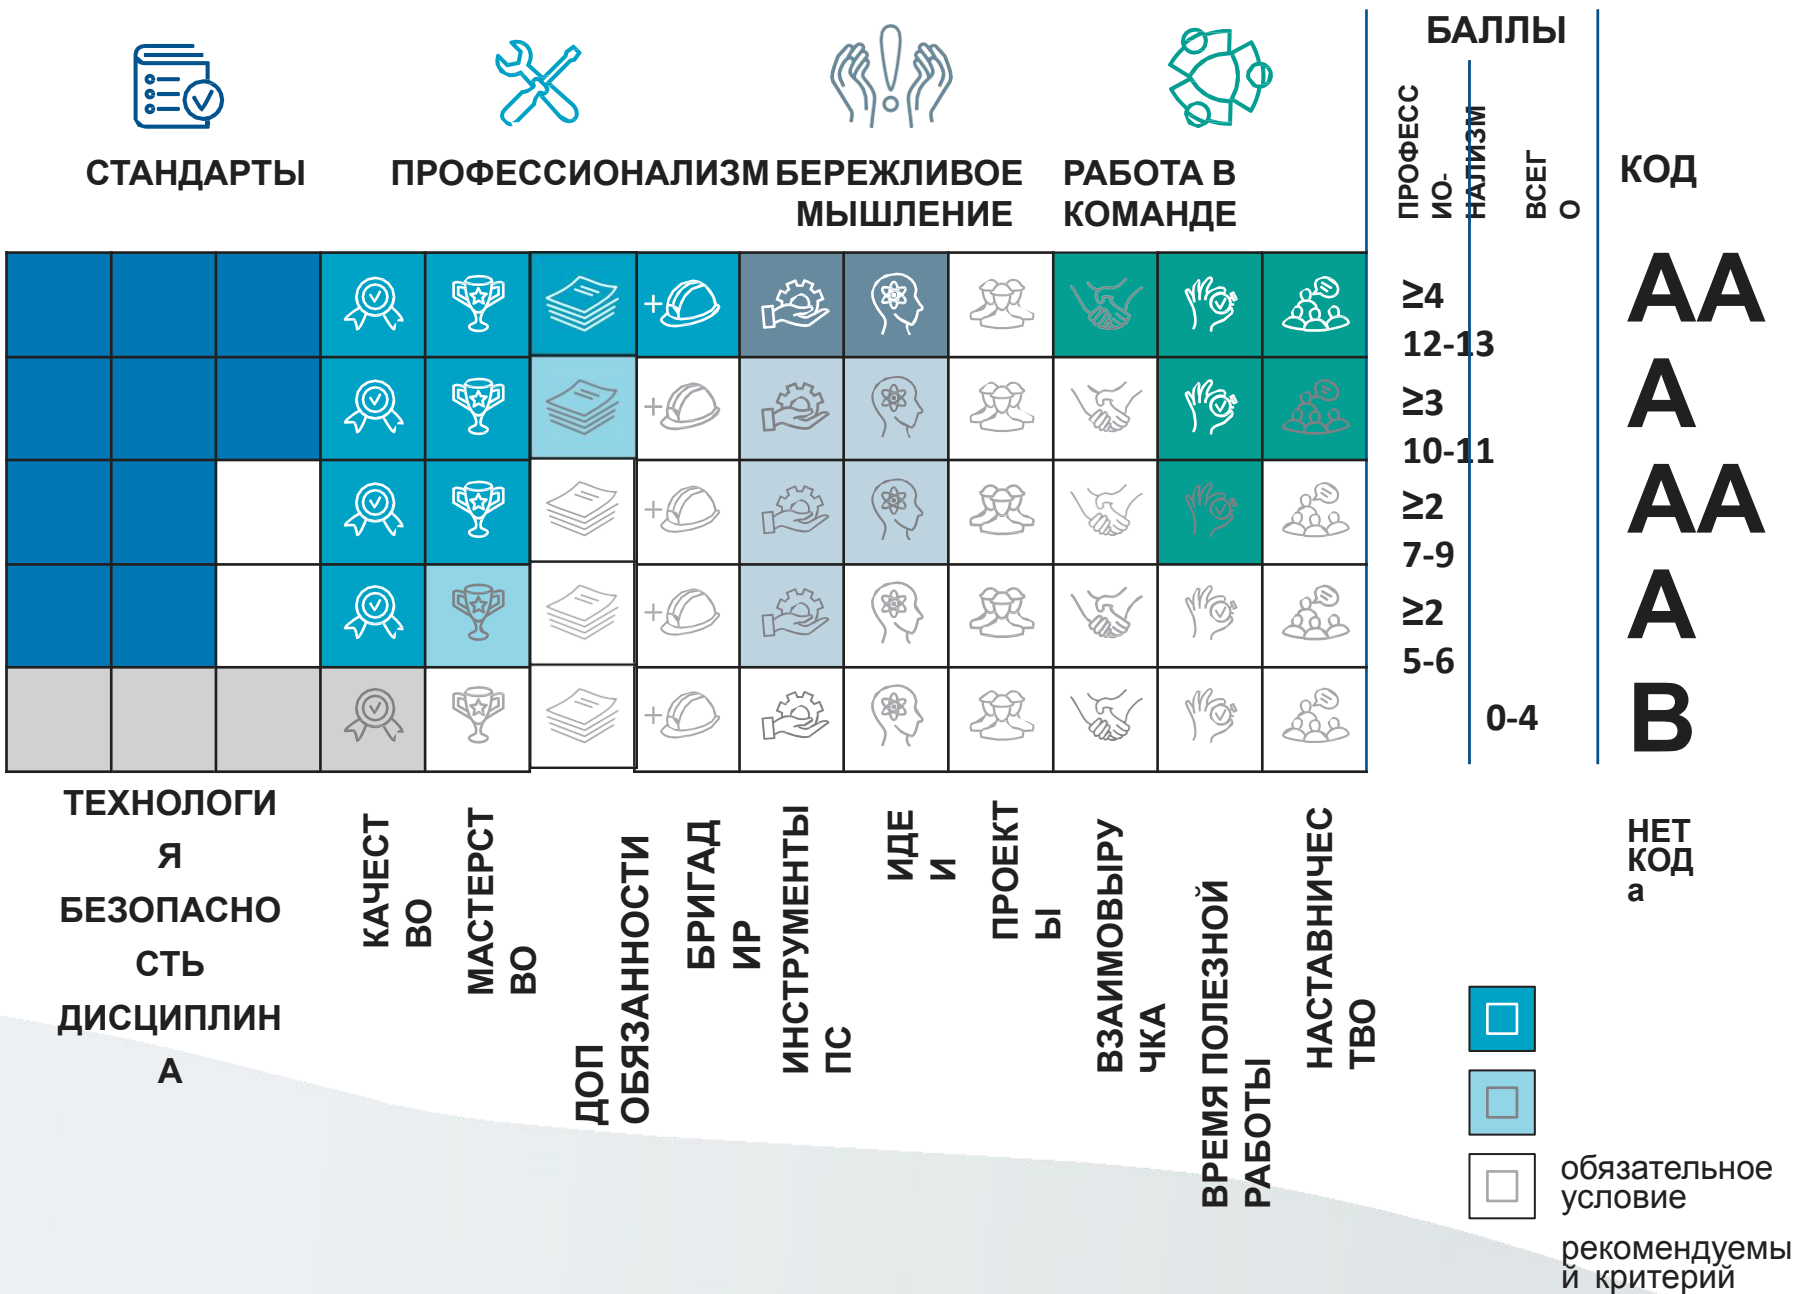 БАЛЛЫ
СТАНДАРТЫ
ПРОФЕССИОНАЛИЗМ
БЕРЕЖЛИВОЕ
МЫШЛЕНИЕ
РАБОТА В
КОМАНДЕ
ПРОФЕСС
ИО-
НАЛИЗМ
ВСЕГ
О
КОД
≥4
12-13
AA
≥3
10-11
A
≥2
7-9
AA
≥2
5-6
A
0-4
B
ТЕХНОЛОГИ
Я
БЕЗОПАСНО
СТЬ
ДИСЦИПЛИН
А
КАЧЕСТ
ВО
МАСТЕРСТ
ВО
ДОП
ОБЯЗАННОСТИ
БРИГАД
ИР
ИНСТРУМЕНТЫ
ПС
ИДЕ
И
ПРОЕКТ
Ы
ВЗАИМОВЫРУ
ЧКА
ВРЕМЯ ПОЛЕЗНОЙ
РАБОТЫ
НАСТАВНИЧЕС
ТВО
НЕТ
КОД
а
обязательное
условие
рекомендуемы
й критерий